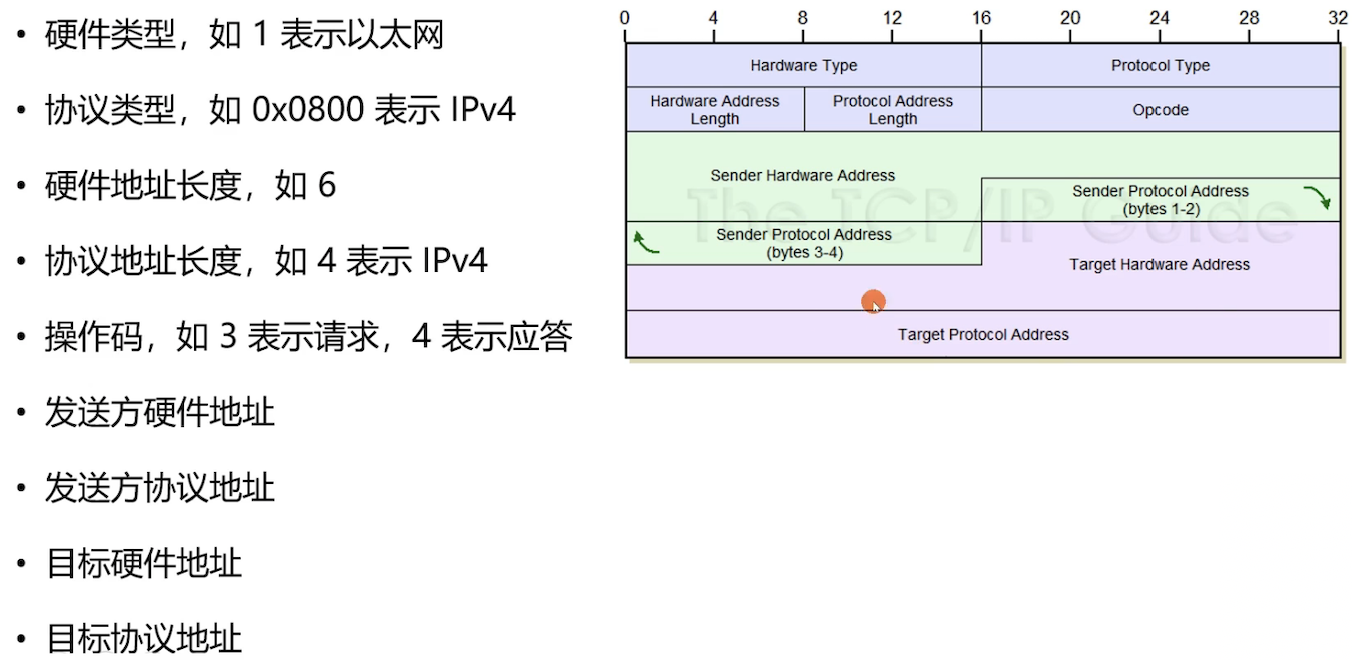 • 硬件类型，如 1 表示以太网
• 协议类型，如 0x0800 表示 IPv4
• 硬件地址长度，如 6
• 协议地址长度，如 4 表示 IPv4
• 操作码，如 3 表示请求，4 表示应答
• 发送方硬件地址
• 发送方协议地址
• 目标硬件地址
• 目标协议地址
0 4 8 12 16 20 24 28 32
Hardware Type
Protocol Type
Hardware Address
Length
Protocol Address
Length
Opcode
Sender Hardware Address
Sender Protocol Address
(bytes 1-2)
The TCP/IP Guide
Sender Protocol Address
(bytes 3-4)
Target Hardware Address
Target Protocol Address